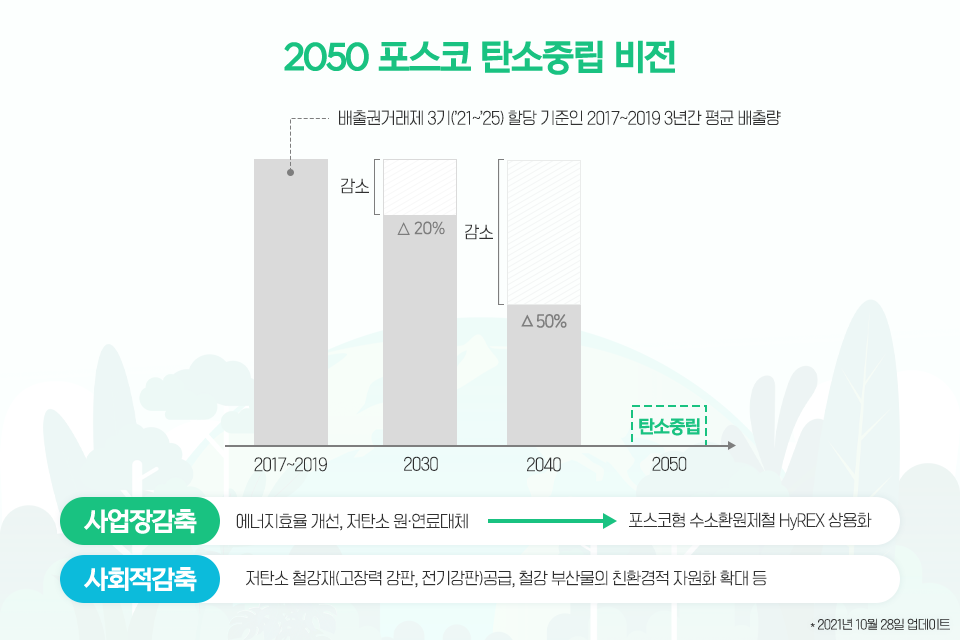 2050 포스코 탄소중립 비전
배출권거래제 3기('21~'25) 할당 기준인 2017~2019 3년간 평균 배출량
감소
△ 20%
감소
△ 50%
탄소중립
2017~2019
2030
2040
2050
사업장감축
에너지효율 개선, 저탄소 원·연료대체
포스코형 수소환원제철 HyREX 상용화
사회적감축
저탄소 철강재(고장력 강판, 전기강판)공급, 철강 부산물의 친환경적 자원화 확대 등
* 2021년 10월 28일 업데이트